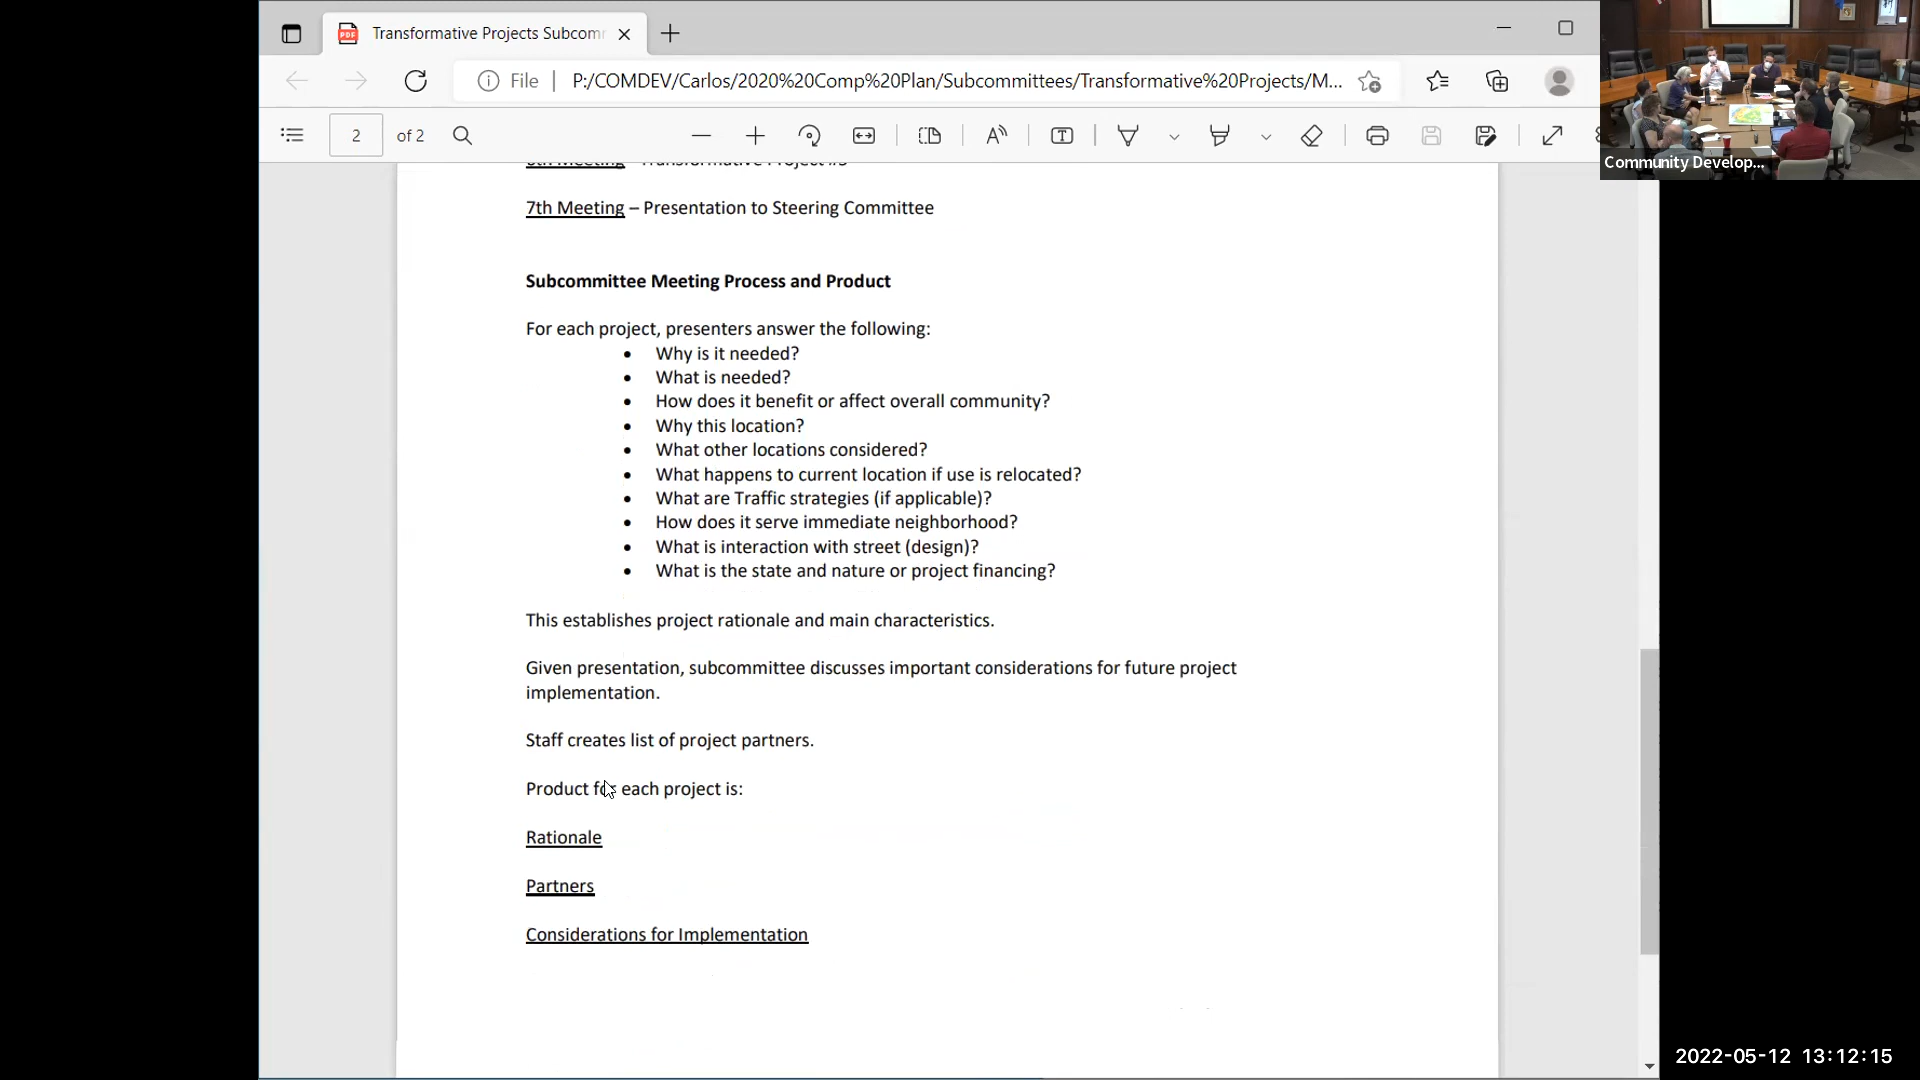 Transformative Projects Subcom
File
P:/COMDEV/Carlos/2020%20Comp%20Plan/Subcommittees/Transformative%20Projects/M...
2 of 2
Community Develop...
7th Meeting – Presentation to Steering Committee
Subcommittee Meeting Process and Product
For each project, presenters answer the following:
• Why is it needed?
• What is needed?
• How does it benefit or affect overall community?
• Why this location?
• What other locations considered?
• What happens to current location if use is relocated?
• What are Traffic strategies (if applicable)?
• How does it serve immediate neighborhood?
• What is interaction with street (design)?
• What is the state and nature or project financing?
This establishes project rationale and main characteristics.
Given presentation, subcommittee discusses important considerations for future project
implementation.
Staff creates list of project partners.
Product for each project is:
Rationale
Partners
Considerations for Implementation
2022-05-12 13:12:15